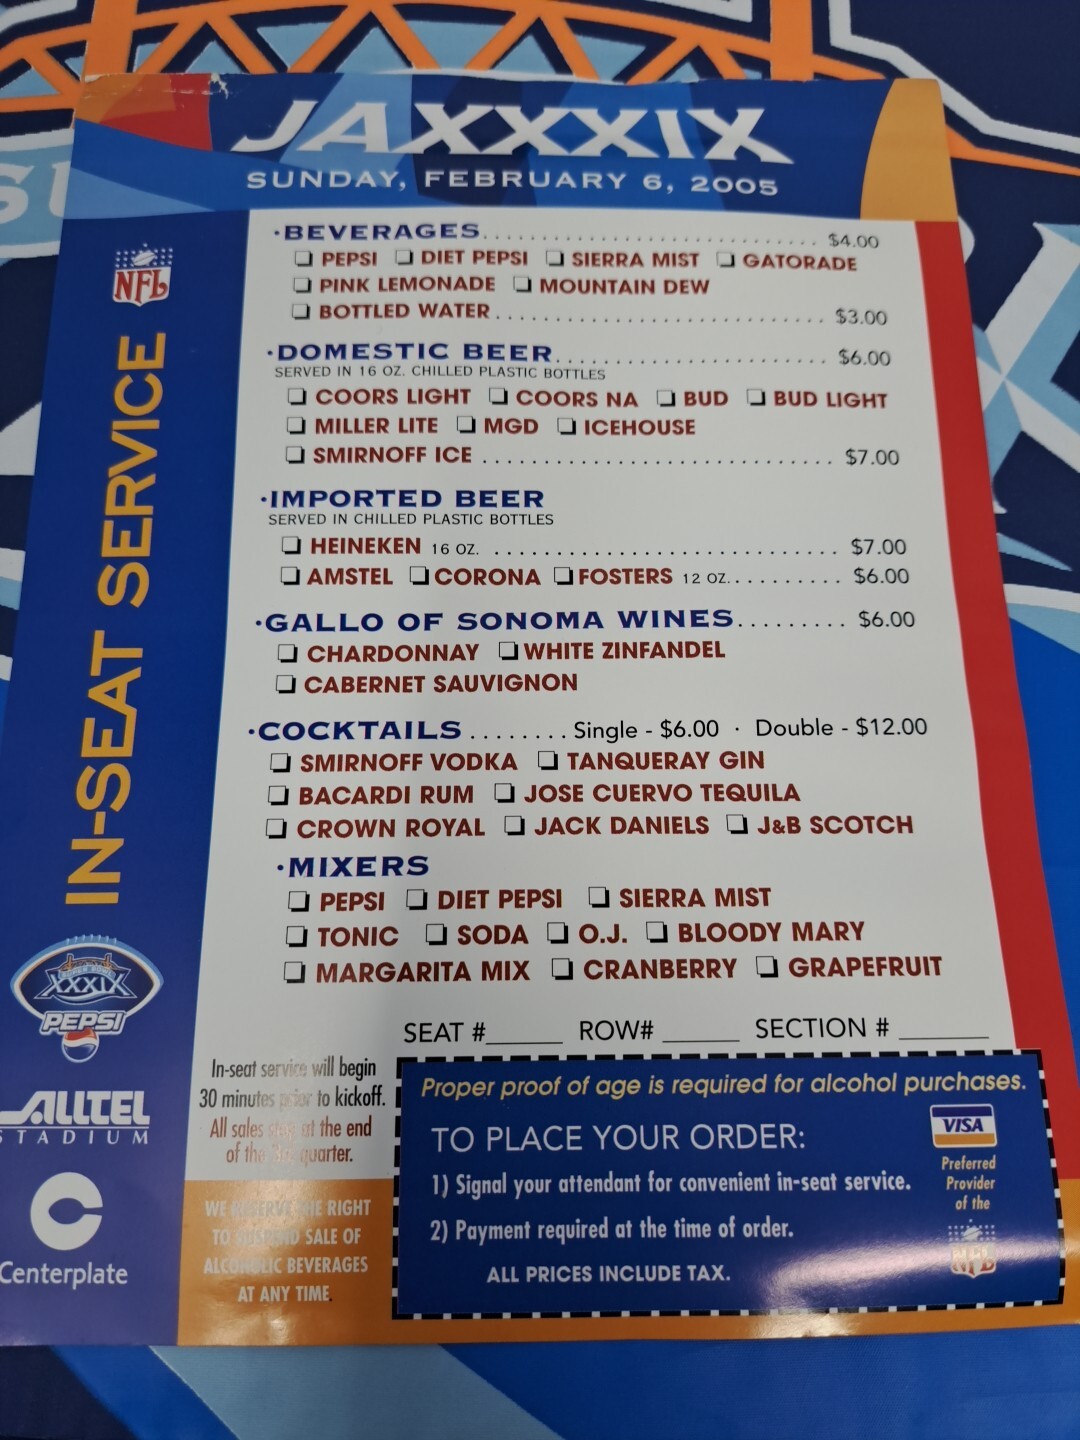 JAXXXIX
SUNDAY, FEBRUARY 6, 2005
NFL
IN-SEAT SERVICE
·BEVERAGES........................................ $4.00
❏ PEPSI ❏ DIET PEPSI ❏ SIERRA MIST ❏ GATORADE
❏ PINK LEMONADE ❏ MOUNTAIN DEW
❏ BOTTLED WATER........................................ $3.00
·DOMESTIC BEER................................ $6.00
SERVED IN 16 OZ. CHILLED PLASTIC BOTTLES
❏ COORS LIGHT ❏ COORS NA ❏ BUD ❏ BUD LIGHT
❏ MILLER LITE ❏ MGD ❏ ICEHOUSE
❏ SMIRNOFF ICE ........................................ $7.00
·IMPORTED BEER
SERVED IN CHILLED PLASTIC BOTTLES
❏ HEINEKEN 16 OZ. ........................................ $7.00
❏ AMSTEL ❏ CORONA ❏ FOSTERS 12 OZ........... $6.00
·GALLO OF SONOMA WINES......... $6.00
❏ CHARDONNAY ❏ WHITE ZINFANDEL
❏ CABERNET SAUVIGNON
·COCKTAILS ........ Single - $6.00 · Double - $12.00
❏ SMIRNOFF VODKA ❏ TANQUERAY GIN
❏ BACARDI RUM ❏ JOSE CUERVO TEQUILA
❏ CROWN ROYAL ❏ JACK DANIELS ❏ J&B SCOTCH
·MIXERS
❏ PEPSI ❏ DIET PEPSI ❏ SIERRA MIST
❏ TONIC ❏ SODA ❏ O.J. ❏ BLOODY MARY
❏ MARGARITA MIX ❏ CRANBERRY ❏ GRAPEFRUIT
SEAT #______ ROW# ______ SECTION # _______
SUPER BOWL
XXXIX
PEPSI
ALLTEL
STADIUM
Centerplate
In-seat service will begin
30 minutes prior to kickoff.
All sales stop at the end
of the quarter.
WE RESERVE THE RIGHT
TO SUSPEND SALE OF
ALCOHOLIC BEVERAGES
AT ANY TIME.
Proper proof of age is required for alcohol purchases.
TO PLACE YOUR ORDER:
1) Signal your attendant for convenient in-seat service.
2) Payment required at the time of order.
ALL PRICES INCLUDE TAX.
VISA
Preferred
Provider
of the
NFL